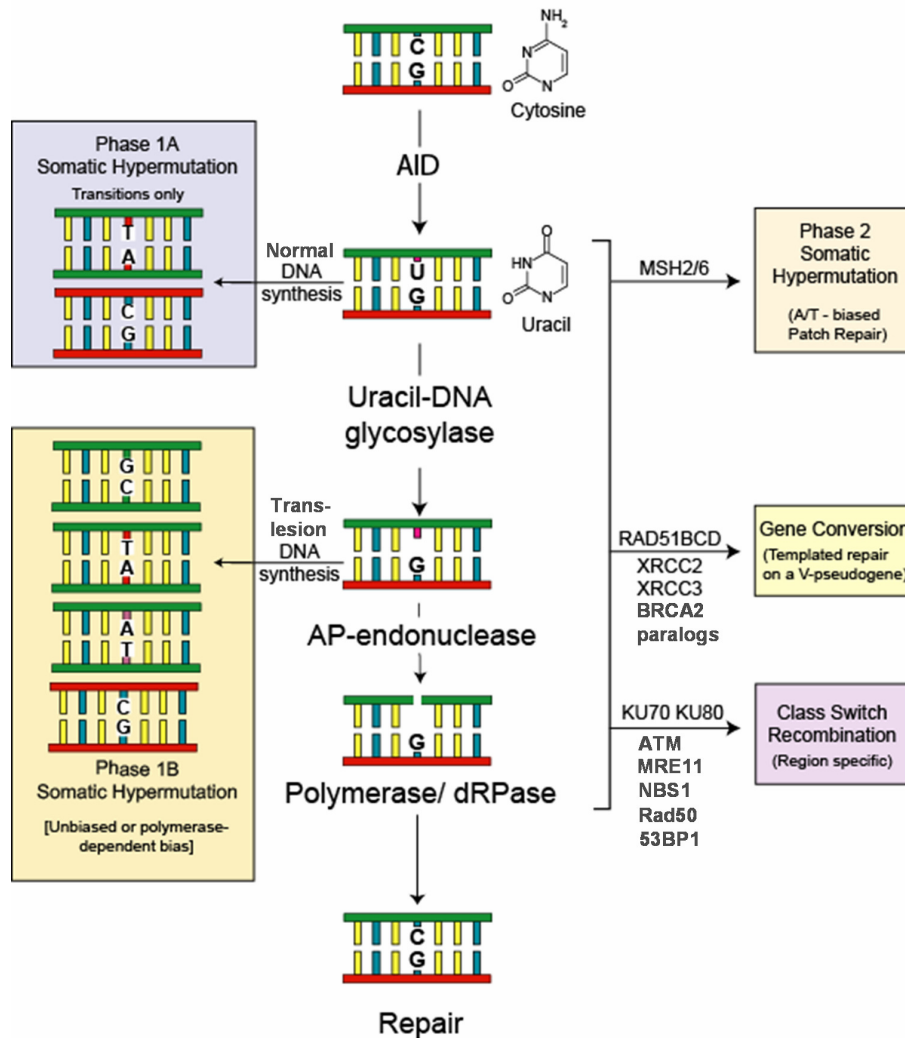 C
G
NH₂
N
O
N
Cytosine
AID
Phase 1A
Somatic Hypermutation
Transitions only
T
A
C
G
Normal
DNA
synthesis
U
G
O
HN
O
N
Uracil
MSH2/6
Phase 2
Somatic
Hypermutation
(A/T - biased
Patch Repair)
Uracil-DNA
glycosylase
G
C
T
A
A
T
C
G
Phase 1B
Somatic Hypermutation
[Unbiased or polymerase-
dependent bias]
Trans-
lesion
DNA
synthesis
G
AP-endonuclease
G
Polymerase/ dRPase
RAD51BCD
XRCC2
XRCC3
BRCA2
paralogs
Gene Conversion
(Templated repair
on a V-pseudogene)
KU70 KU80
ATM
MRE11
NBS1
Rad50
53BP1
Class Switch
Recombination
(Region specific)
C
G
Repair